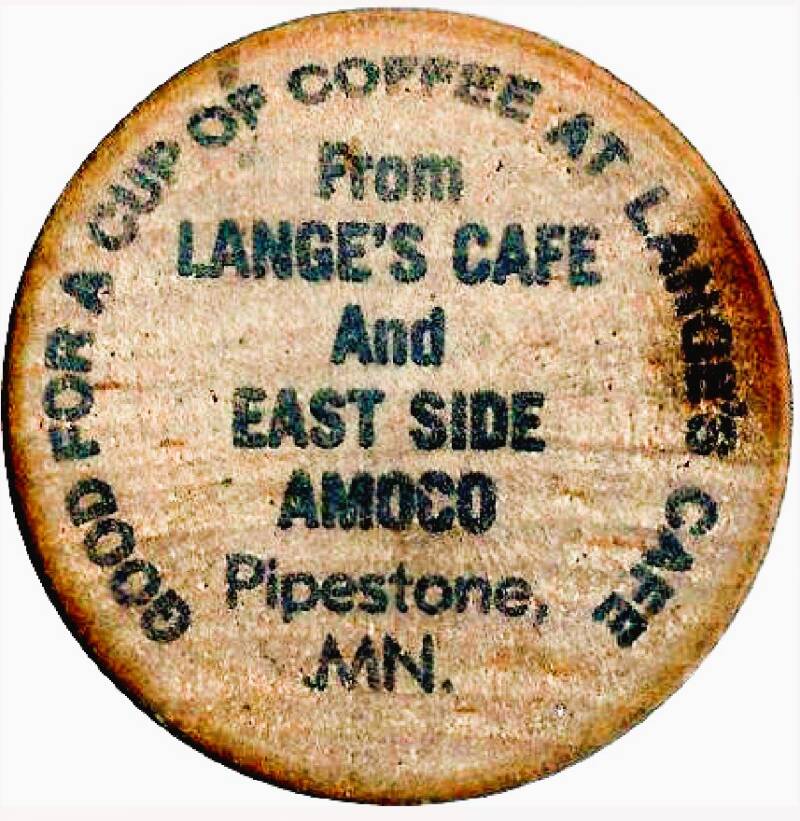 GOOD FOR A CUP OF COFFEE AT LANGE'S CAFE
From
LANGE'S CAFE
And
EAST SIDE
AMOCO
Pipestone,
MN.